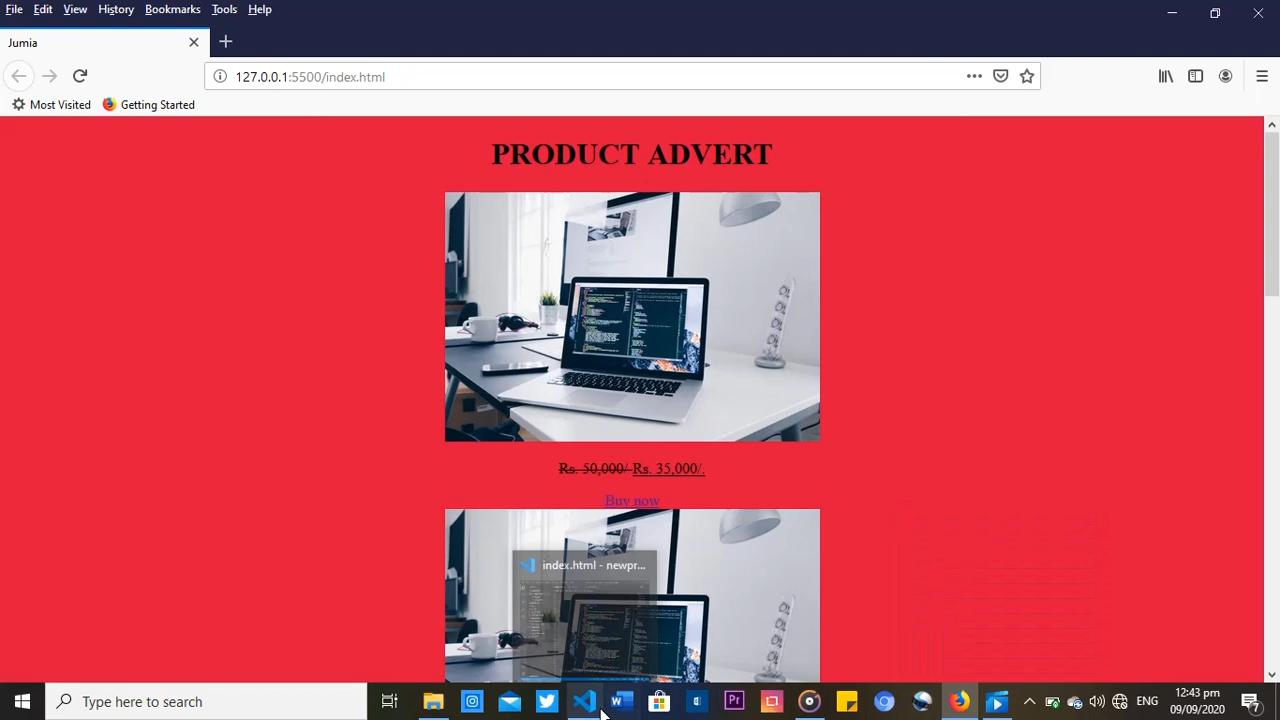 File Edit View History Bookmarks Tools Help
Jumia
127.0.0.1:5500/index.html
Most Visited Getting Started
PRODUCT ADVERT
Rs. 50,000/- Rs. 35,000/.
Buy now
index.html - newpr...
Type here to search
ENG
12:43 pm
09/09/2020
7